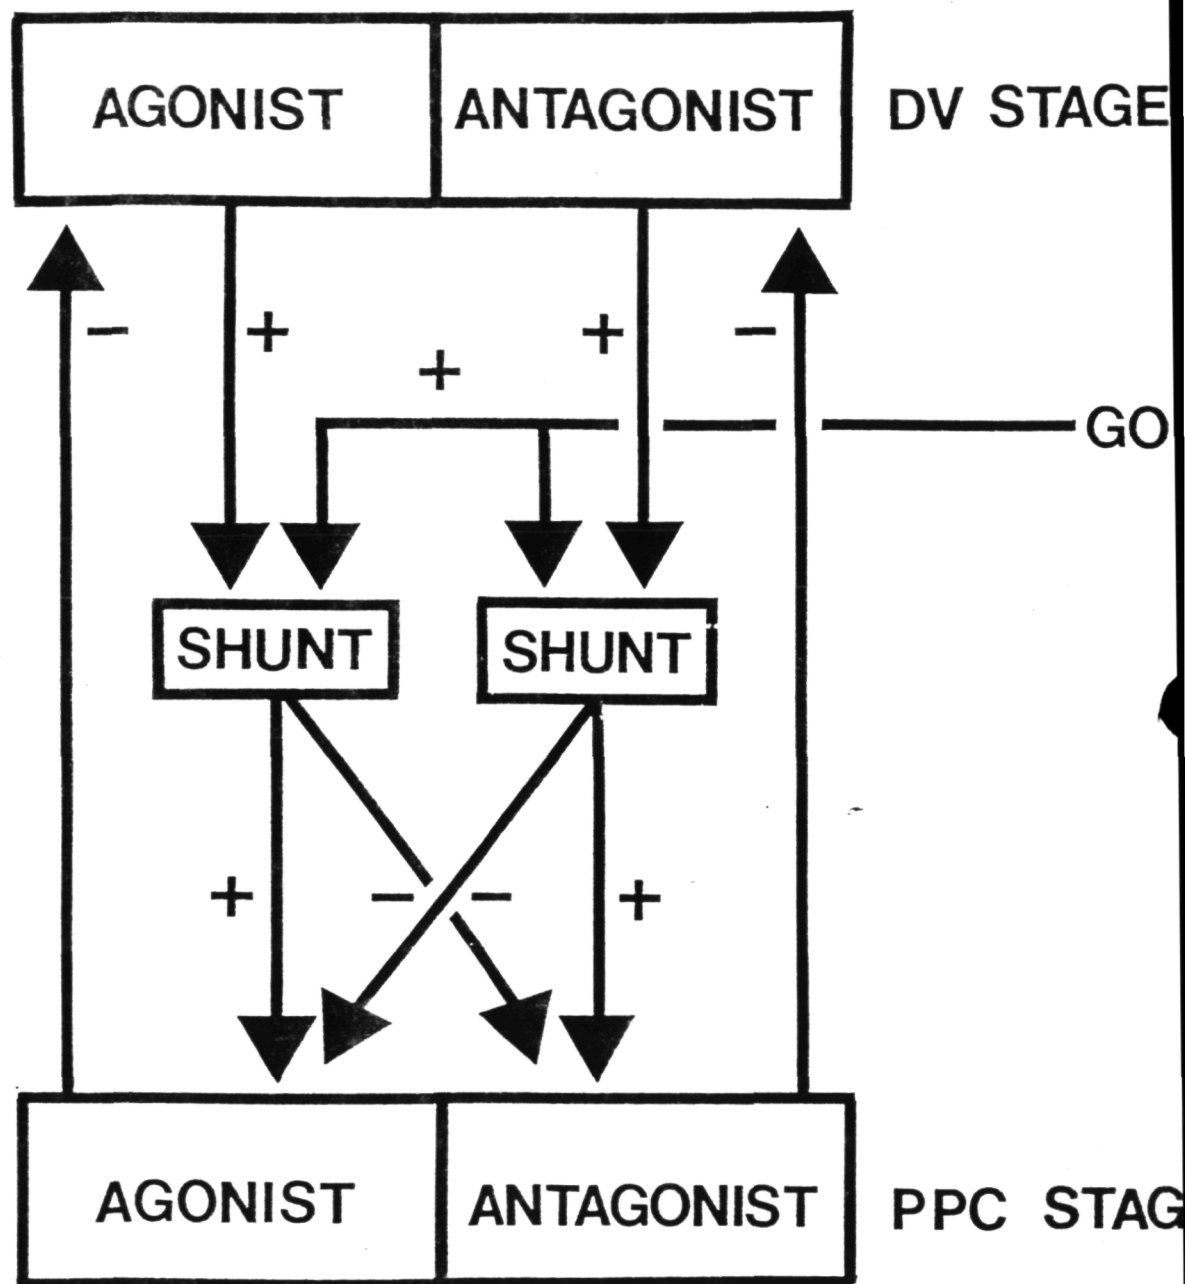 AGONIST ANTAGONIST DV STAGE
- + + -
+
GO
SHUNT SHUNT
+ - - +
AGONIST ANTAGONIST PPC STAG